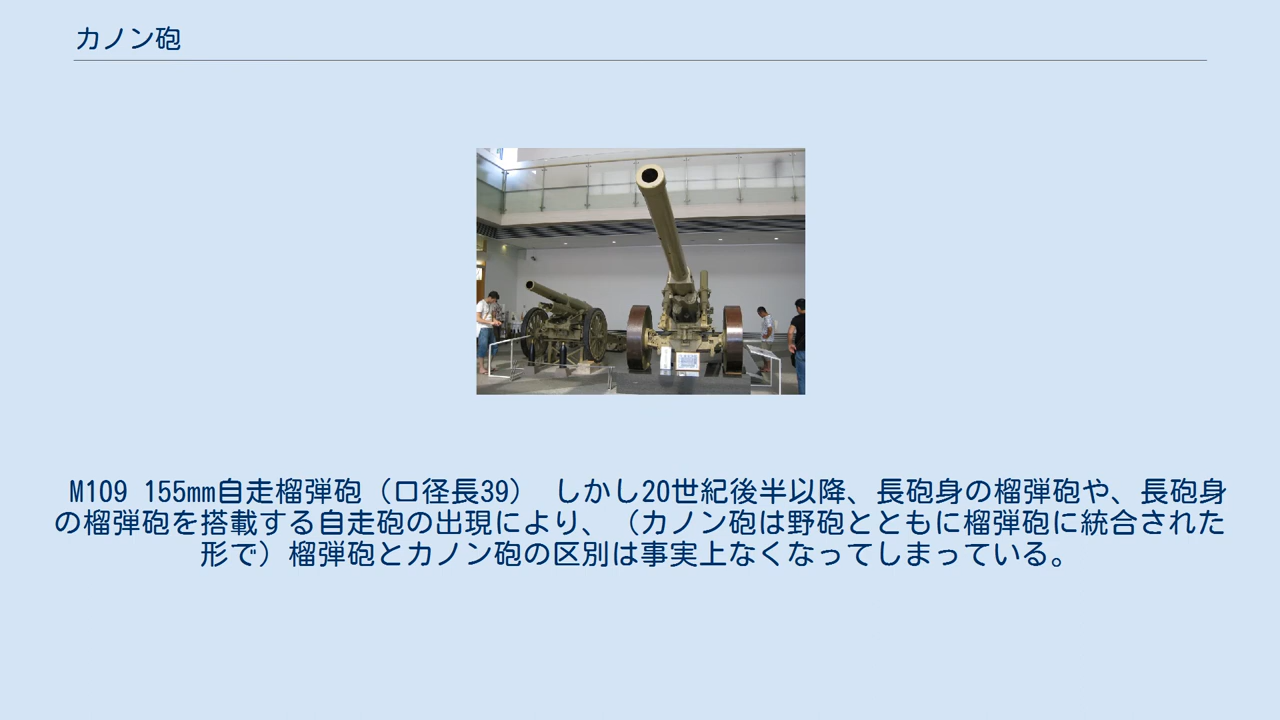 カノン砲
M109 155mm自走榴弾砲（口径長39） しかし20世紀後半以降、長砲身の榴弾砲や、長砲身
の榴弾砲を搭載する自走砲の出現により、（カノン砲は野砲とともに榴弾砲に統合された
形で）榴弾砲とカノン砲の区別は事実上なくなってしまっている。